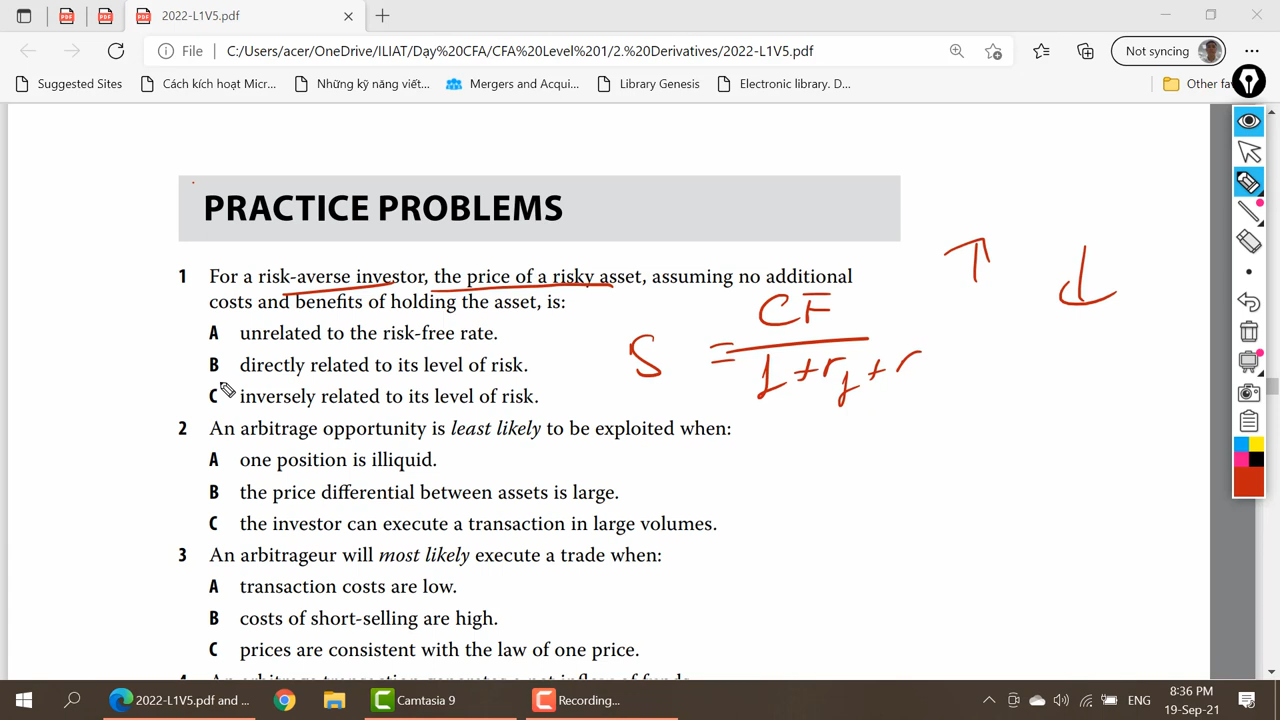 2022-L1V5.pdf
File
C:/Users/acer/OneDrive/ILIAT/Day%20CFA/CFA%20Level%201/2.%20Derivatives/2022-L1V5.pdf
Not syncing
Suggested Sites
Cách kích hoạt Micr...
Những kỹ năng viết...
Mergers and Acqui...
Library Genesis
Electronic library. D...
Other fav
PRACTICE PROBLEMS
1 For a risk-averse investor, the price of a risky asset, assuming no additional
costs and benefits of holding the asset, is:
A unrelated to the risk-free rate.
B directly related to its level of risk.
C inversely related to its level of risk.
↑ ↓
CF
S =
1 + rf + r
2 An arbitrage opportunity is least likely to be exploited when:
A one position is illiquid.
B the price differential between assets is large.
C the investor can execute a transaction in large volumes.
3 An arbitrageur will most likely execute a trade when:
A transaction costs are low.
B costs of short-selling are high.
C prices are consistent with the law of one price.
2022-L1V5.pdf and ...
Camtasia 9
Recording...
ENG
8:36 PM
19-Sep-21